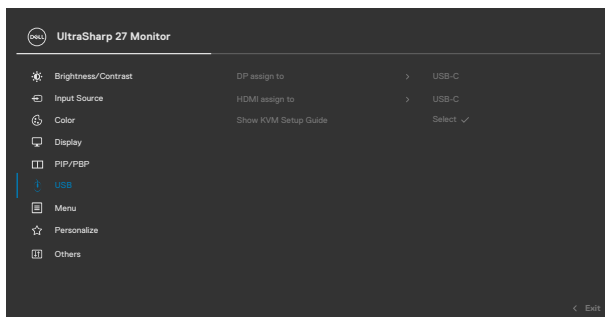 DELL UltraSharp 27 Monitor
Brightness/Contrast DP assign to > USB-C
Input Source HDMI assign to > USB-C
Color Show KVM Setup Guide Select ✓
Display
PIP/PBP
USB
Menu
Personalize
Others
< Exit